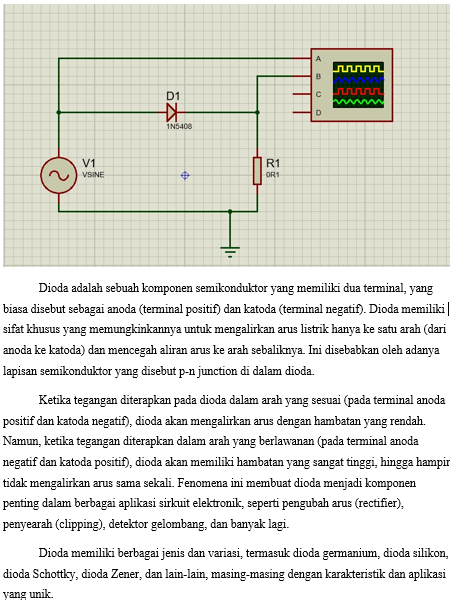 A
B
C
D
D1
1N5408
V1
VSINE
R1
0R1
Dioda adalah sebuah komponen semikonduktor yang memiliki dua terminal, yang
biasa disebut sebagai anoda (terminal positif) dan katoda (terminal negatif). Dioda memiliki
sifat khusus yang memungkinkannya untuk mengalirkan arus listrik hanya ke satu arah (dari
anoda ke katoda) dan mencegah aliran arus ke arah sebaliknya. Ini disebabkan oleh adanya
lapisan semikonduktor yang disebut p-n junction di dalam dioda.
Ketika tegangan diterapkan pada dioda dalam arah yang sesuai (pada terminal anoda
positif dan katoda negatif), dioda akan mengalirkan arus dengan hambatan yang rendah.
Namun, ketika tegangan diterapkan dalam arah yang berlawanan (pada terminal anoda
negatif dan katoda positif), dioda akan memiliki hambatan yang sangat tinggi, hingga hampir
tidak mengalirkan arus sama sekali. Fenomena ini membuat dioda menjadi komponen
penting dalam berbagai aplikasi sirkuit elektronik, seperti pengubah arus (rectifier),
penyearah (clipping), detektor gelombang, dan banyak lagi.
Dioda memiliki berbagai jenis dan variasi, termasuk dioda germanium, dioda silikon,
dioda Schottky, dioda Zener, dan lain-lain, masing-masing dengan karakteristik dan aplikasi
yang unik.